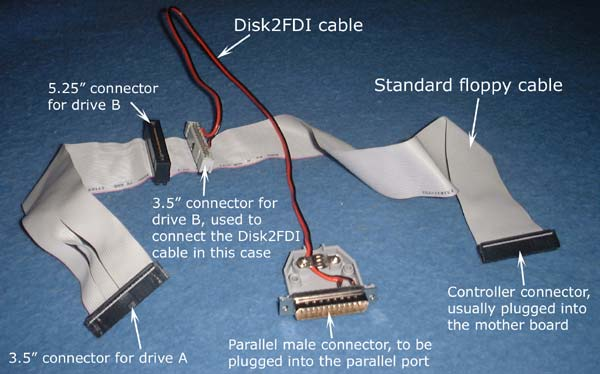 Disk2FDI cable
5.25” connector
for drive B
Standard floppy cable
3.5” connector for
drive B, used to
connect the Disk2FDI
cable in this case
Controller connector,
usually plugged into
the mother board
Parallel male connector, to be
plugged into the parallel port
3.5” connector for drive A